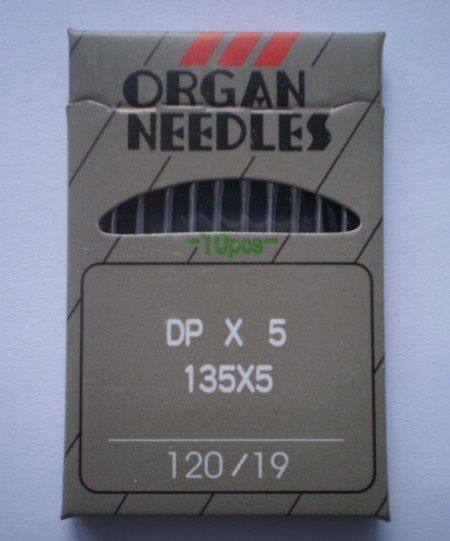 ORGAN
NEEDLES
-10pcs-
DP X 5
135X5
120/19